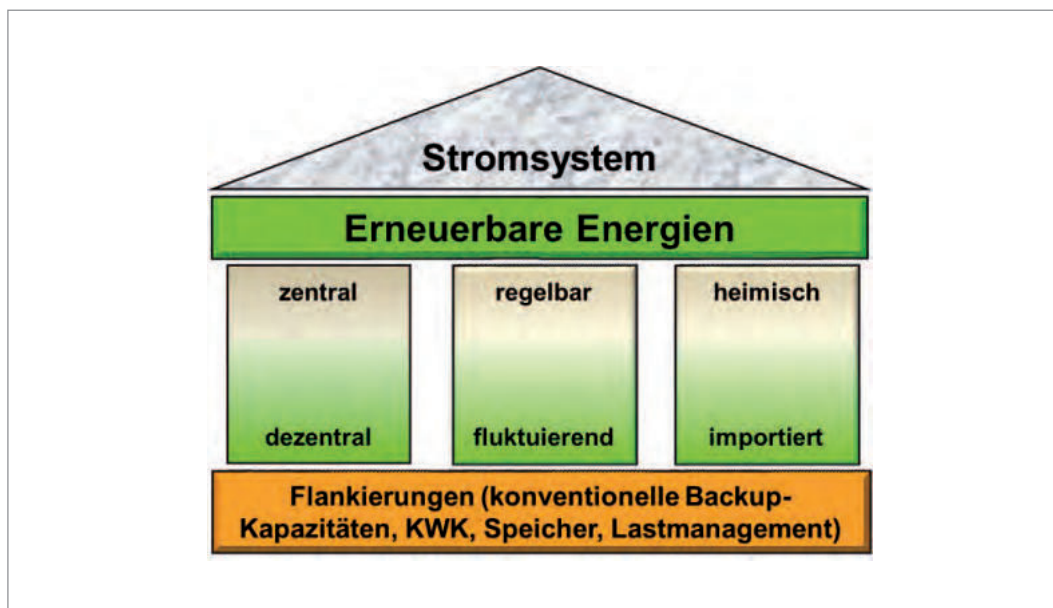 Stromsystem
Erneuerbare Energien
zentral
dezentral
regelbar
fluktuierend
heimisch
importiert
Flankierungen (konventionelle Backup-
Kapazitäten, KWK, Speicher, Lastmanagement)